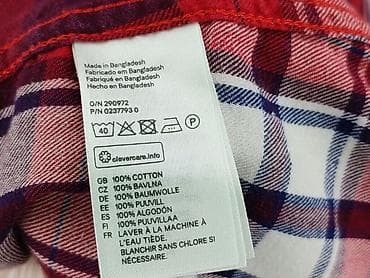 Made in Bangladesh
Fabricado em Bangladesh
Fabriqué en Bangladesh
Hecho en Bangladesh
O/N 290972
P/N 0237793 0
40
clevercare.info
GB 100% COTTON
CZ 100% BAVLNA
DE 100% BAUMWOLLE
EE 100% PUUVILL
ES 100% ALGODÓN
FI 100% PUUVILLAA
FR LAVER À LA MACHINE À
L'EAU TIÈDE.
BLANCHIR SANS CHLORE SI
NÉCESSAIRE.